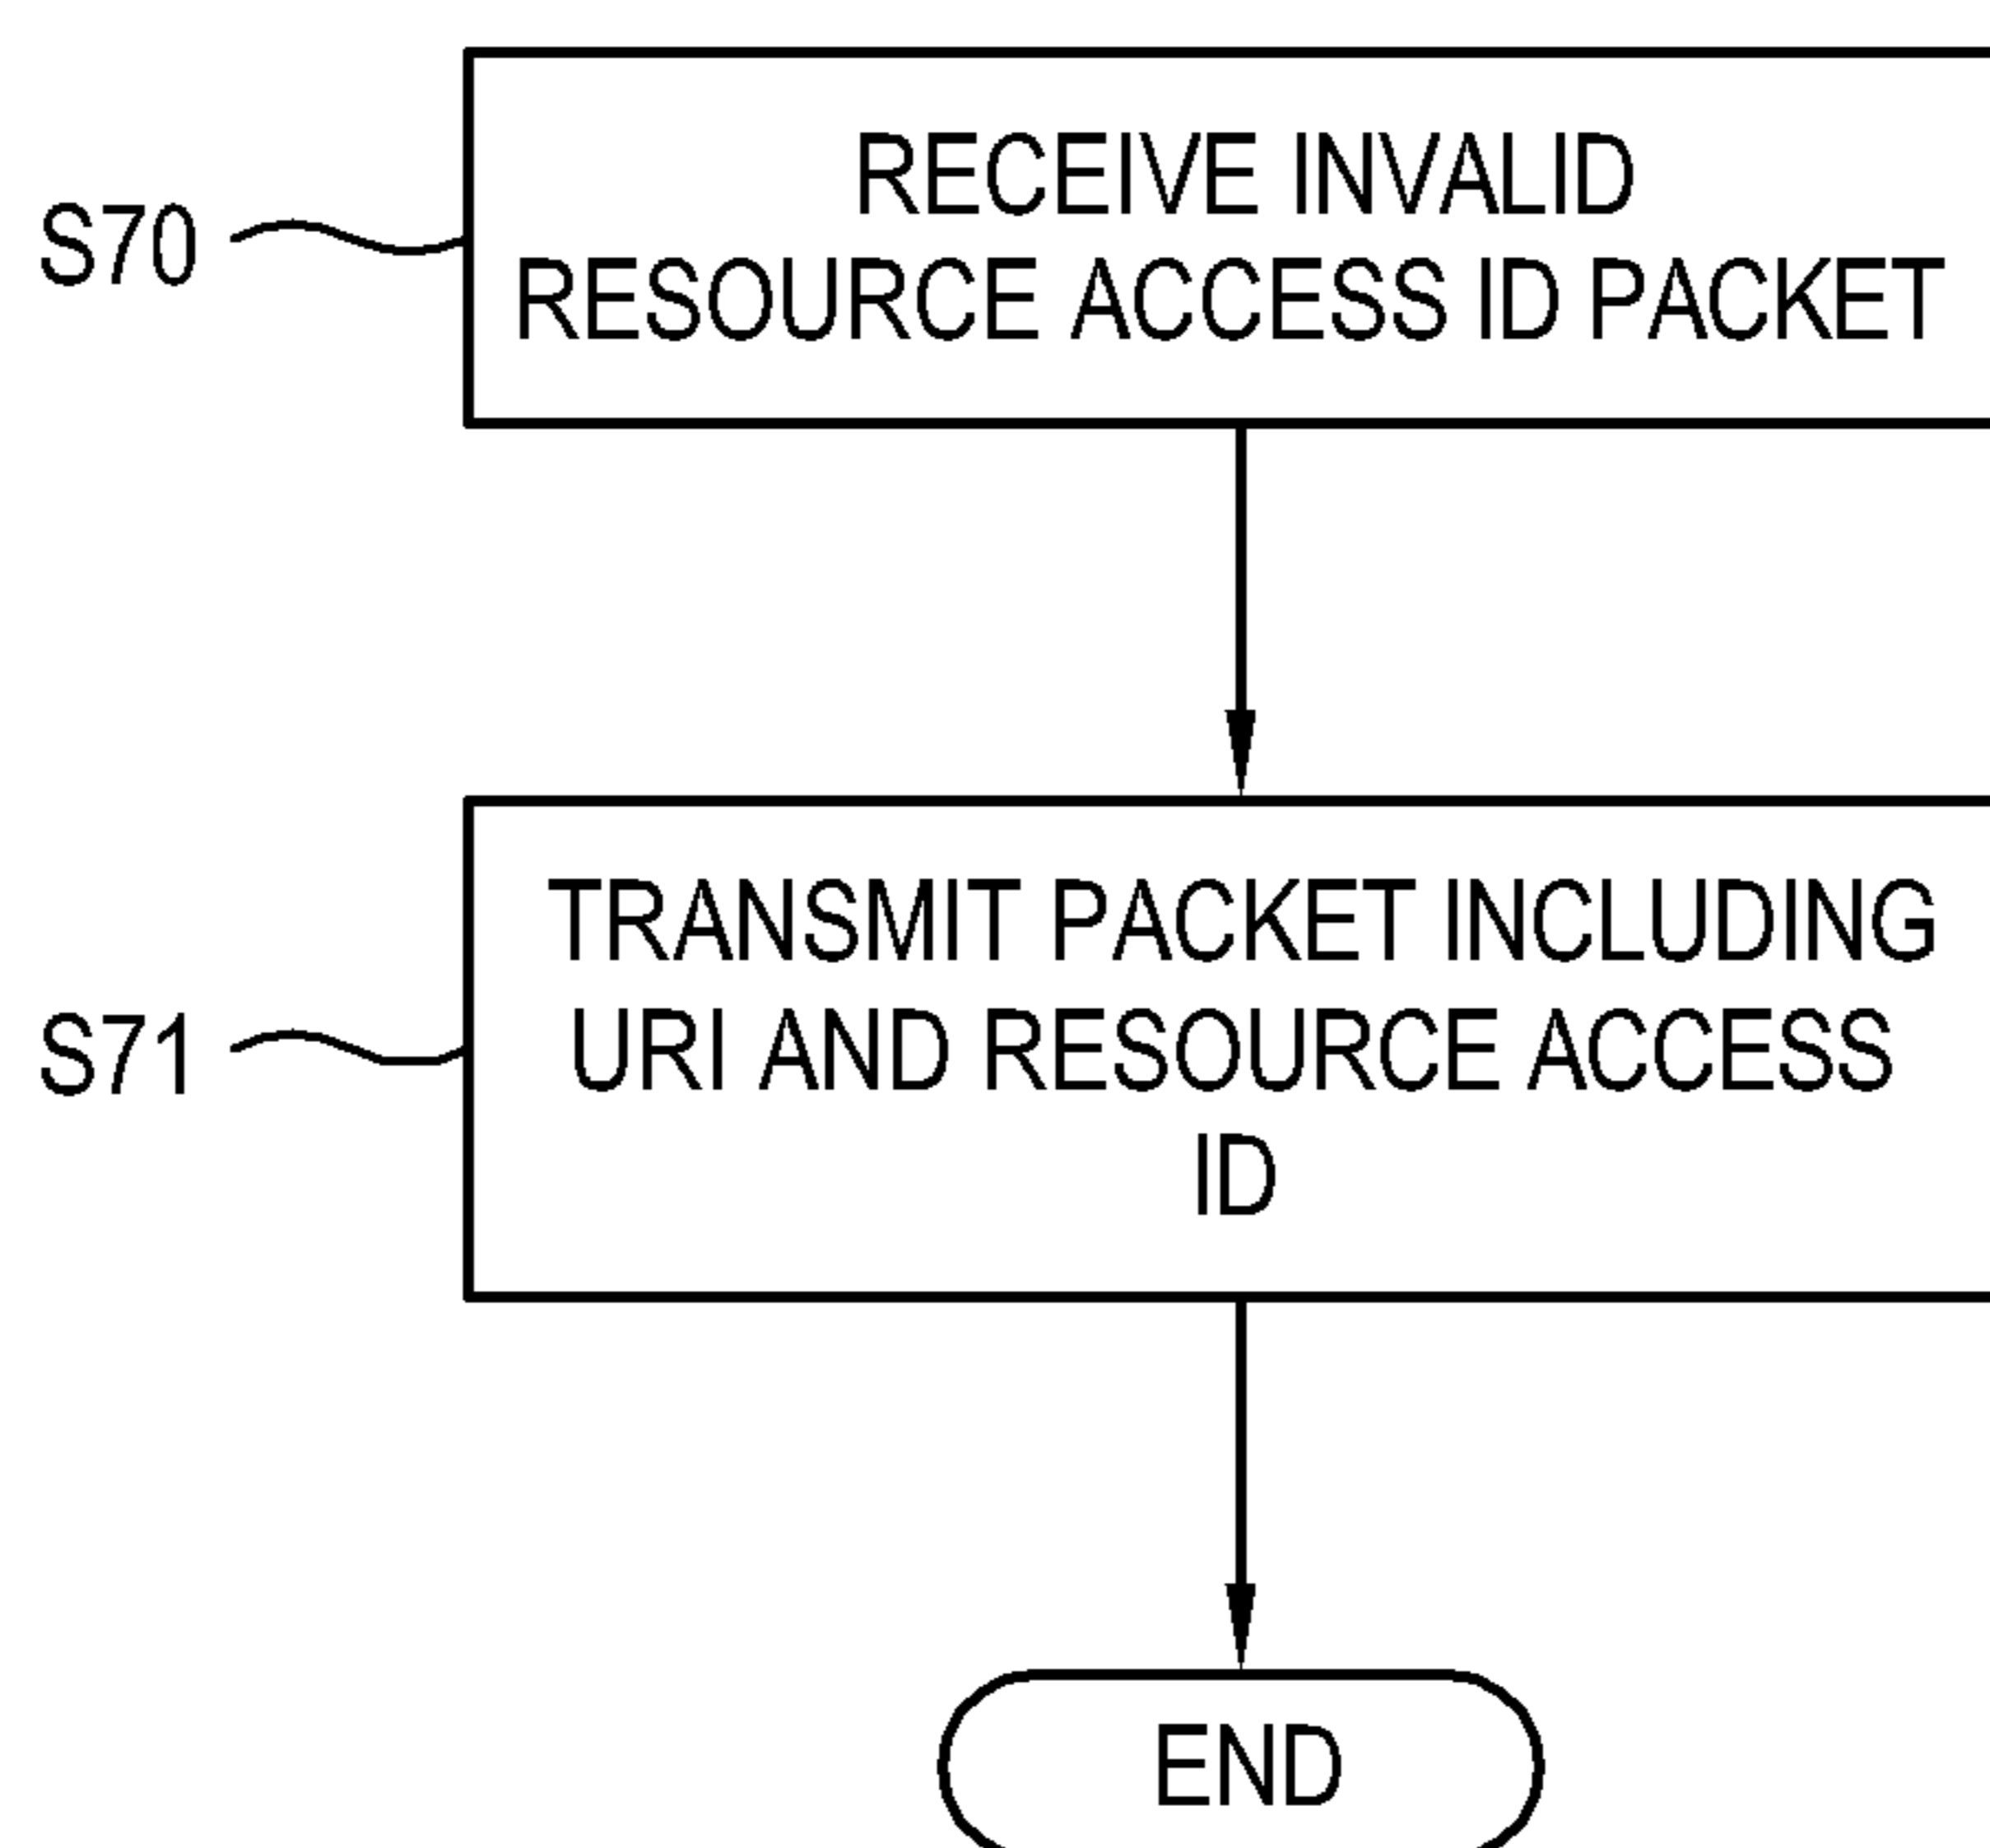 S70
RECEIVE INVALID
RESOURCE ACCESS ID PACKET
S71
TRANSMIT PACKET INCLUDING
URI AND RESOURCE ACCESS
ID
END